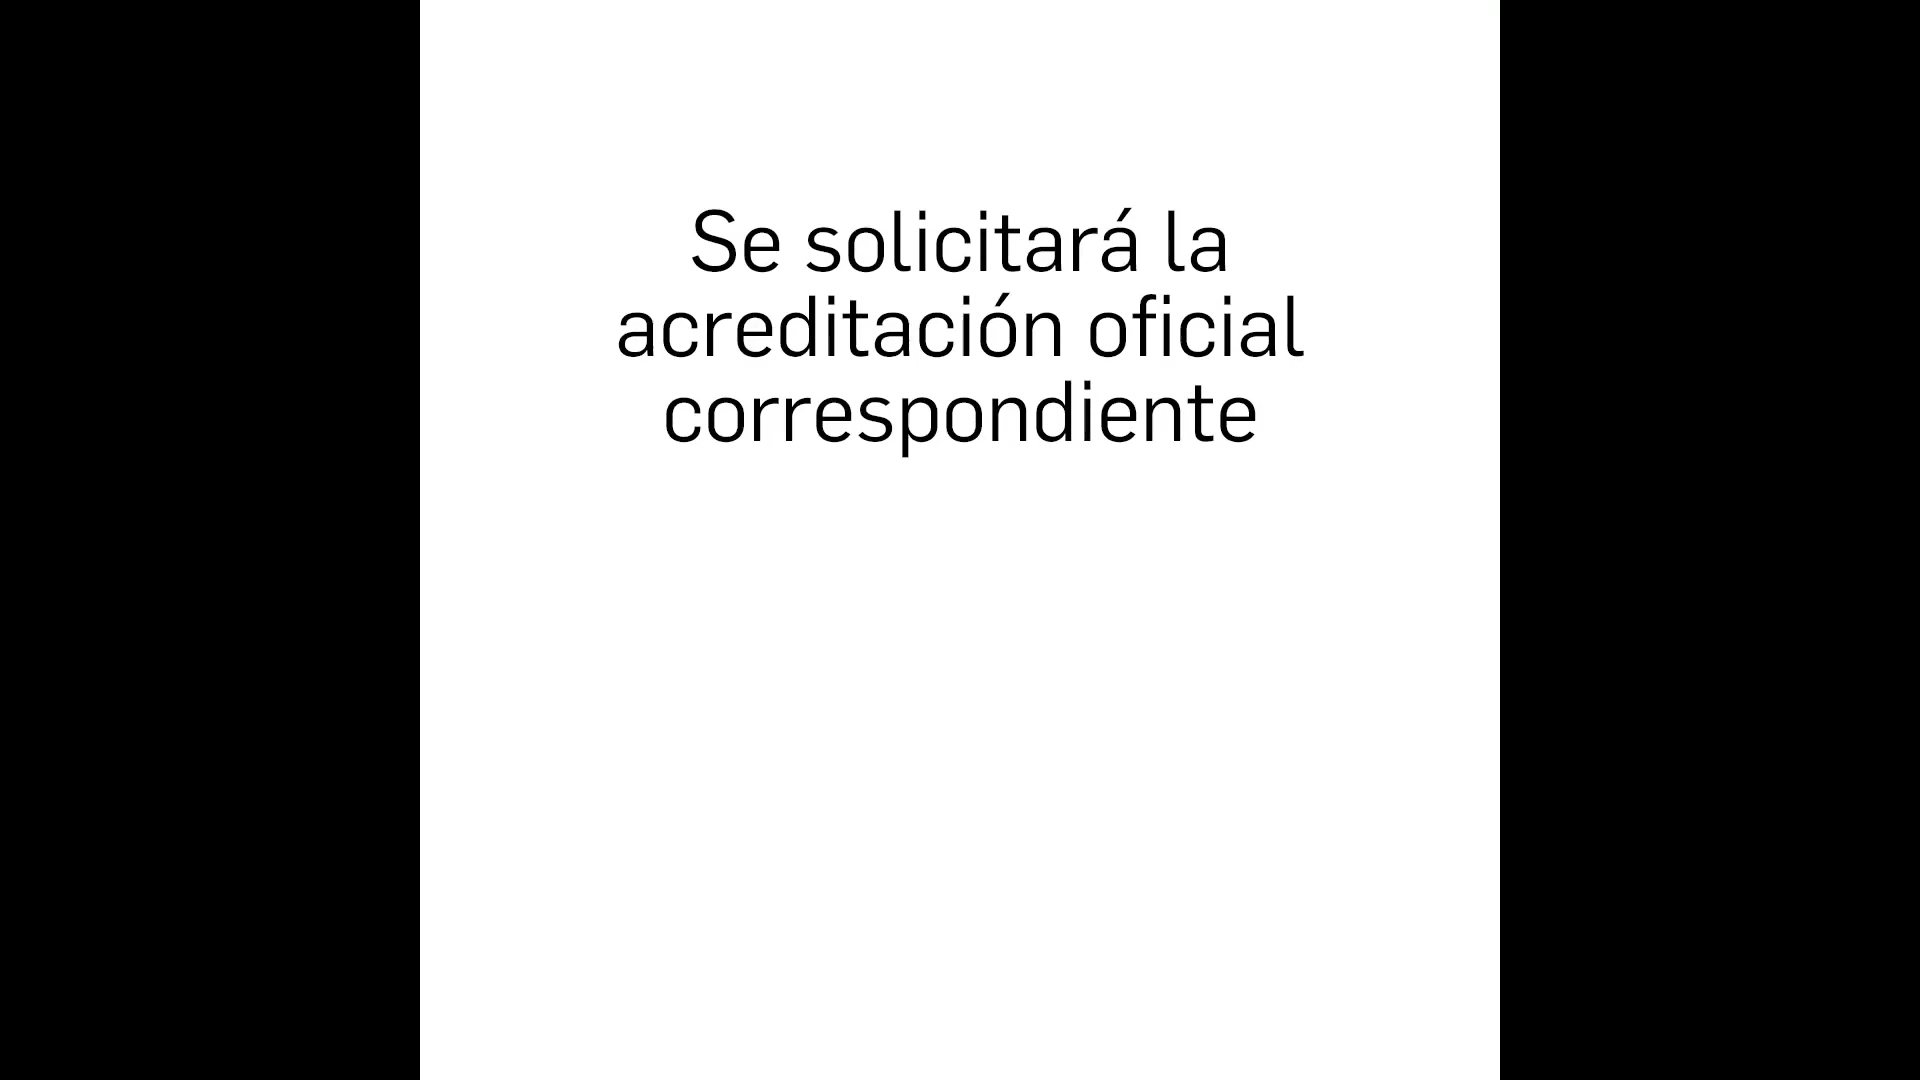 Se solicitará la
acreditación oficial
correspondiente